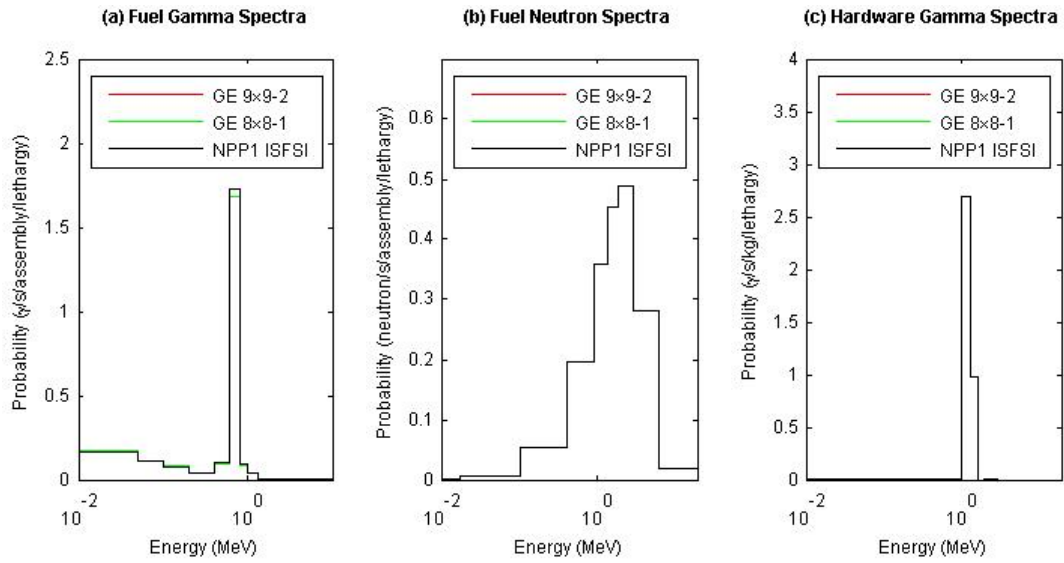 (a) Fuel Gamma Spectra
2.5
2
1.5
1
0.5
0
Probability (γ/s/assembly/lethargy)
GE 9×9-2
GE 8×8-1
NPP1 ISFSI
10^-2
10^0
Energy (MeV)
(b) Fuel Neutron Spectra
0.6
0.5
0.4
0.3
0.2
0.1
0
Probability (neutron/s/assembly/lethargy)
GE 9×9-2
GE 8×8-1
NPP1 ISFSI
10^-2
10^0
Energy (MeV)
(c) Hardware Gamma Spectra
4
3.5
3
2.5
2
1.5
1
0.5
0
Probability (γ/s/kg/lethargy)
GE 9×9-2
GE 8×8-1
NPP1 ISFSI
10^-2
10^0
Energy (MeV)